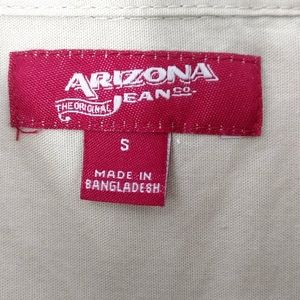 ARIZONA
THE ORIGINAL JEAN CO.
S
MADE IN
BANGLADESH